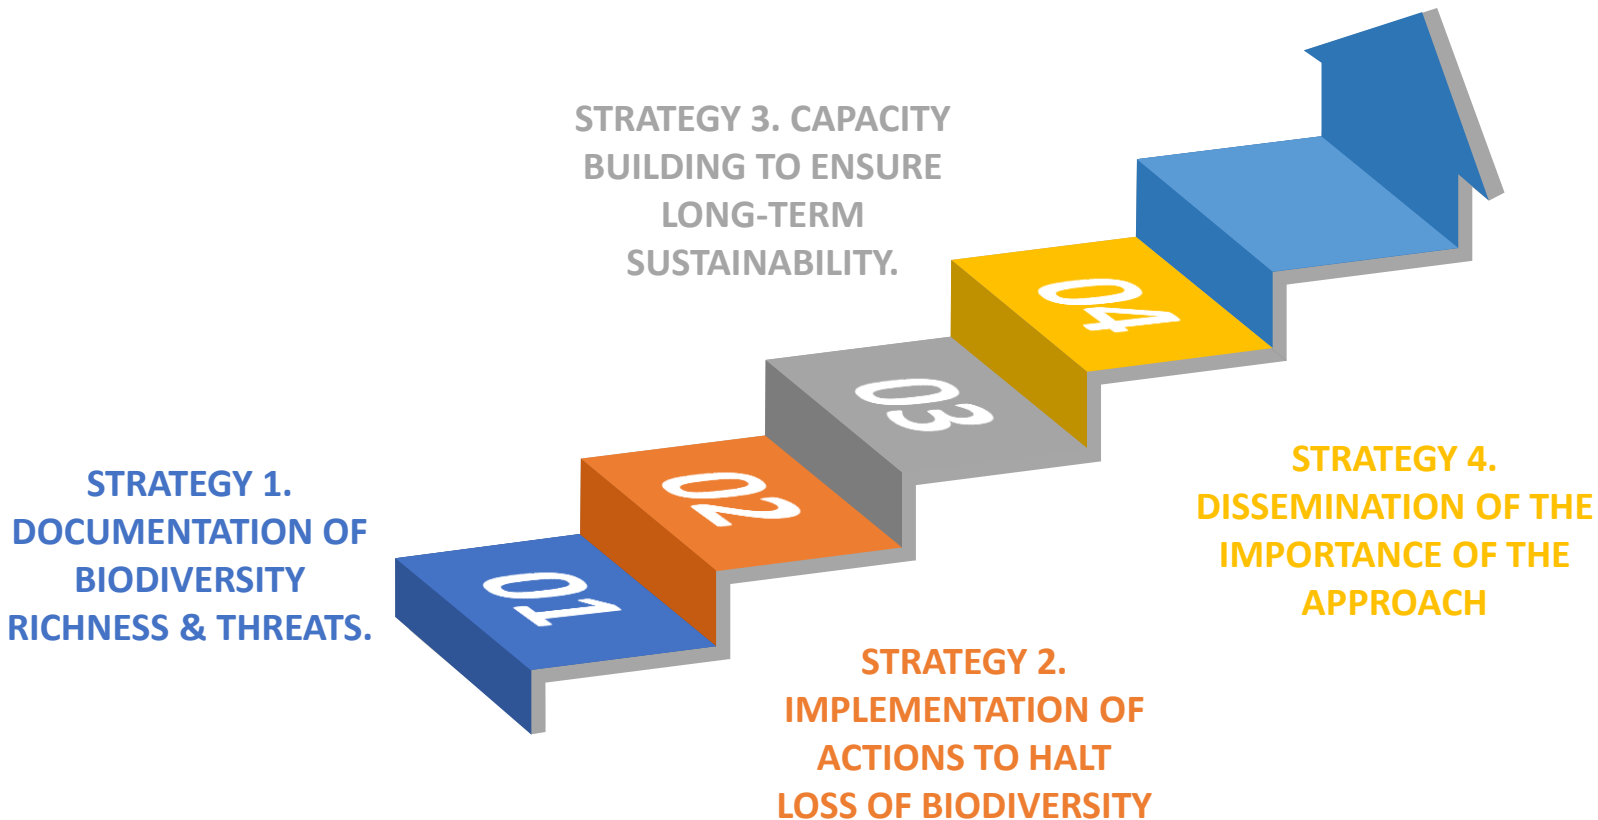 STRATEGY 1.
DOCUMENTATION OF
BIODIVERSITY
RICHNESS & THREATS.
01
STRATEGY 2.
IMPLEMENTATION OF
ACTIONS TO HALT
LOSS OF BIODIVERSITY
02
STRATEGY 3. CAPACITY
BUILDING TO ENSURE
LONG-TERM
SUSTAINABILITY.
03
STRATEGY 4.
DISSEMINATION OF THE
IMPORTANCE OF THE
APPROACH
04